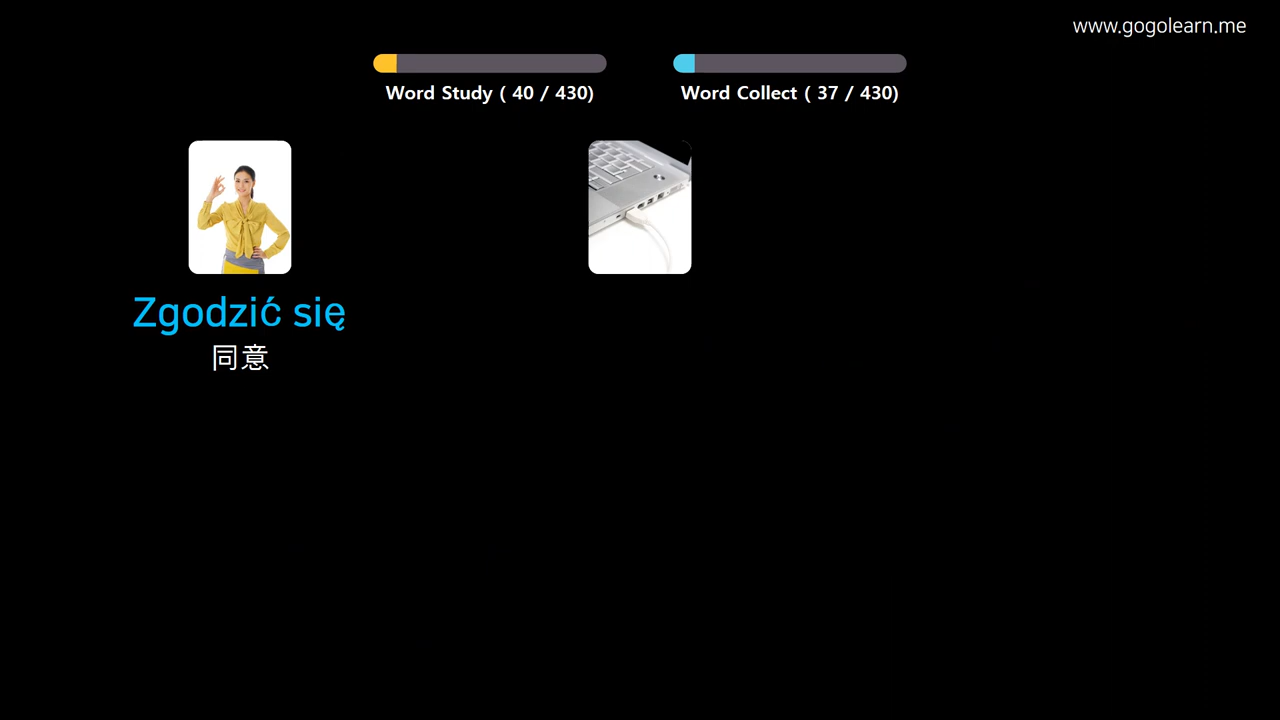 www.gogolearn.me
Word Study ( 40 / 430)
Word Collect ( 37 / 430)
Zgodzić się
同意